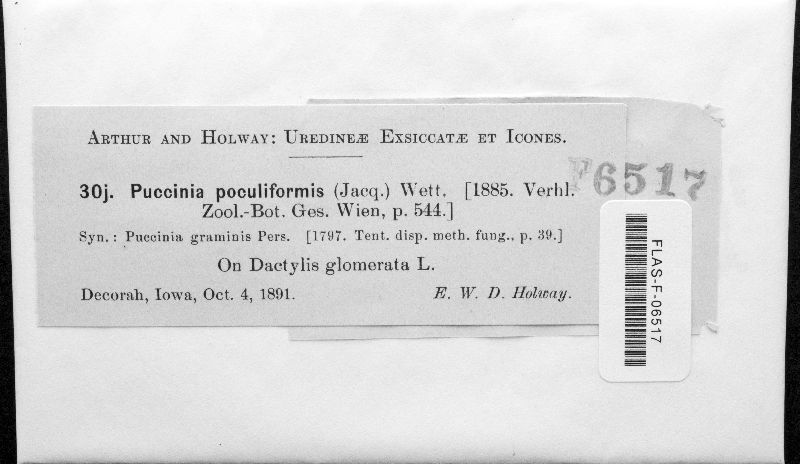 Arthur and Holway: Uredineæ Exsiccatæ et Icones.
30j. Puccinia poculiformis (Jacq.) Wett. [1885. Verhl.
Zool.-Bot. Ges. Wien, p. 544.]
Syn.: Puccinia graminis Pers. [1797. Tent. disp. meth. fung., p. 39.]
On Dactylis glomerata L.
Decorah, Iowa, Oct. 4, 1891. E. W. D. Holway.
F6517
FLAS-F-06517